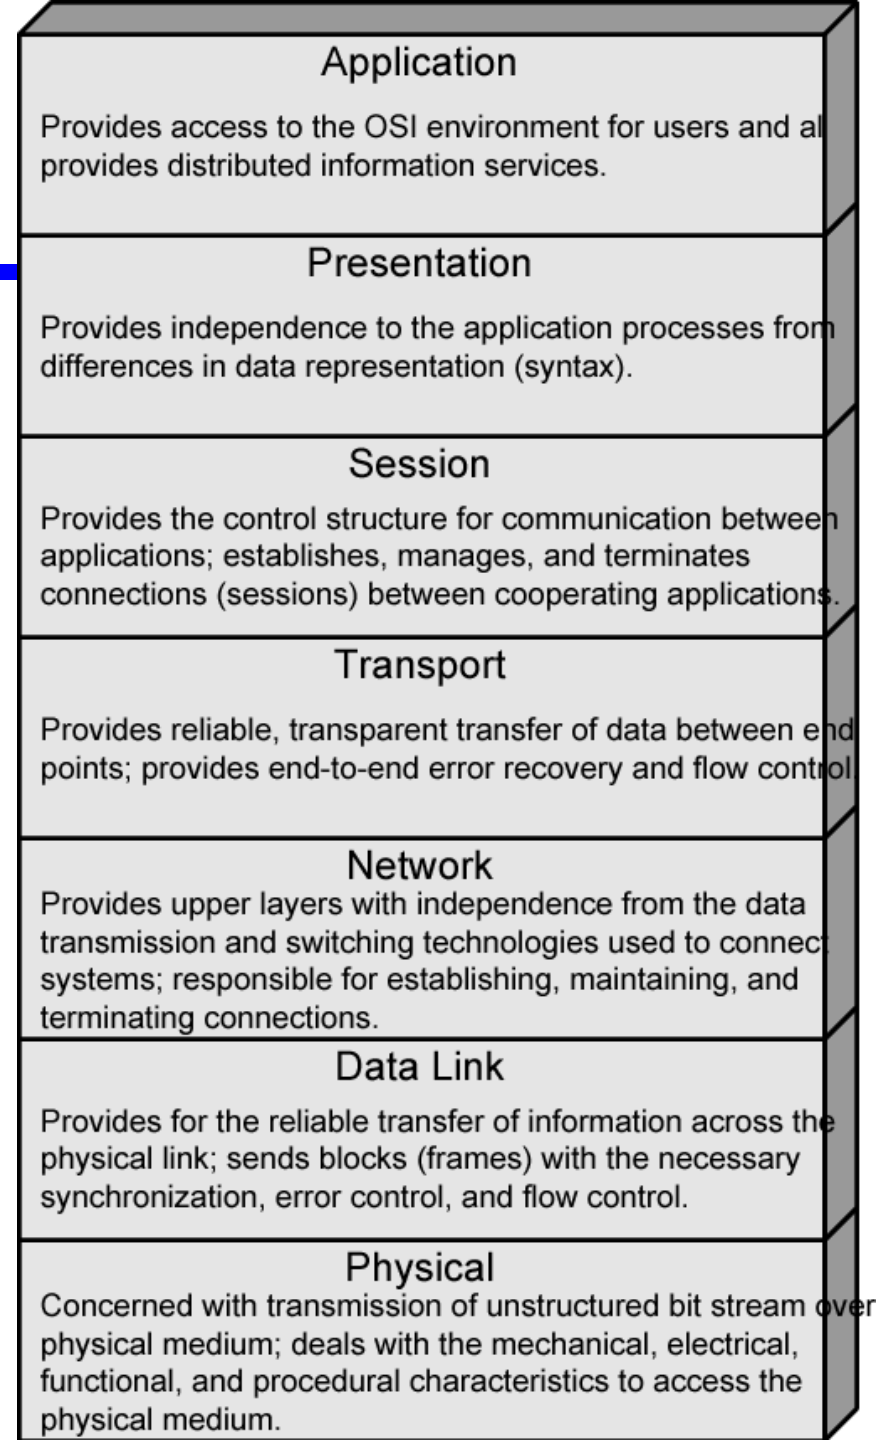 Application
Provides access to the OSI environment for users and al
provides distributed information services.
Presentation
Provides independence to the application processes from
differences in data representation (syntax).
Session
Provides the control structure for communication between
applications; establishes, manages, and terminates
connections (sessions) between cooperating applications.
Transport
Provides reliable, transparent transfer of data between end
points; provides end-to-end error recovery and flow control.
Network
Provides upper layers with independence from the data
transmission and switching technologies used to connect
systems; responsible for establishing, maintaining, and
terminating connections.
Data Link
Provides for the reliable transfer of information across the
physical link; sends blocks (frames) with the necessary
synchronization, error control, and flow control.
Physical
Concerned with transmission of unstructured bit stream over
physical medium; deals with the mechanical, electrical,
functional, and procedural characteristics to access the
physical medium.